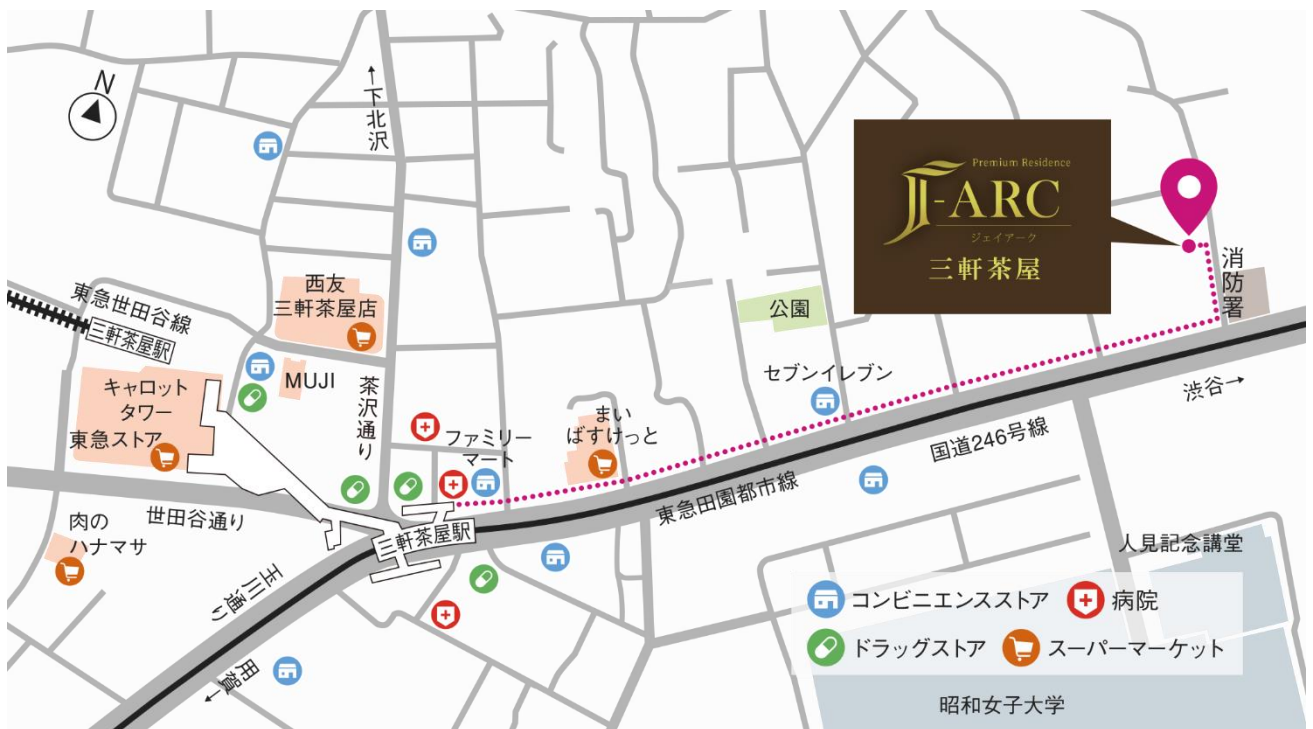 N
←下北沢
Premium Residence
J-ARC
ジェイアーク
三軒茶屋
消防署
西友
三軒茶屋店
公園
東急世田谷線
三軒茶屋駅
MUJI
茶沢通り
セブンイレブン
キャロット
タワー
東急ストア
ファミリー
マート
まい
ばすけっと
渋谷→
国道246号線
東急田園都市線
世田谷通り
三軒茶屋駅
肉の
ハナマサ
玉川通り
用賀→
人見記念講堂
コンビニエンスストア
病院
ドラッグストア
スーパーマーケット
昭和女子大学